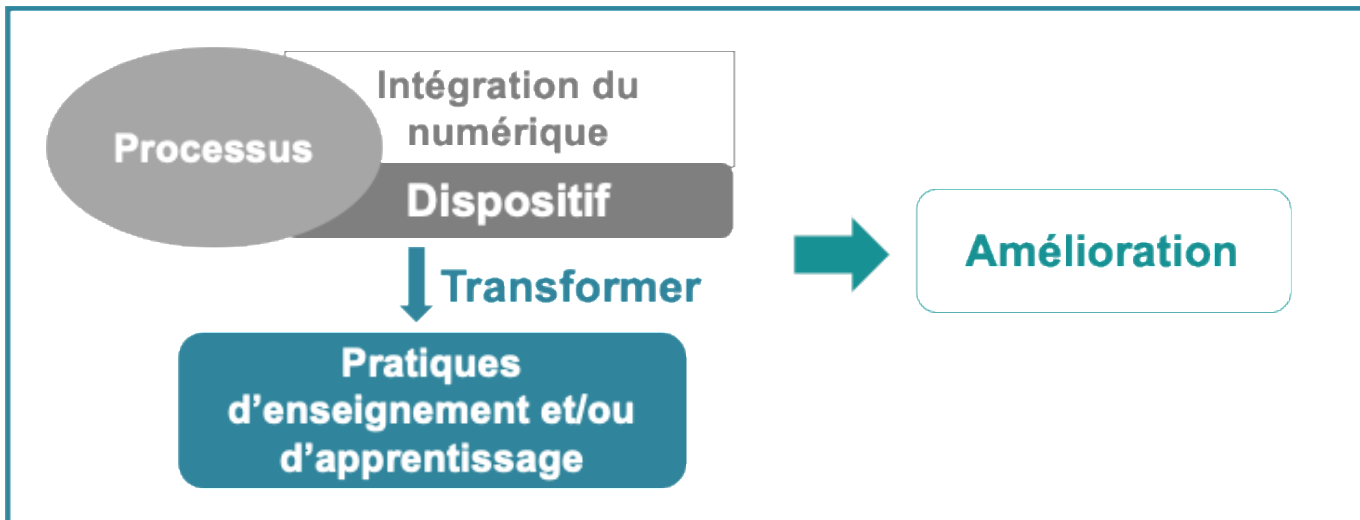 Processus
Intégration du
numérique
Dispositif
Transformer
Pratiques
d’enseignement et/ou
d’apprentissage
Amélioration